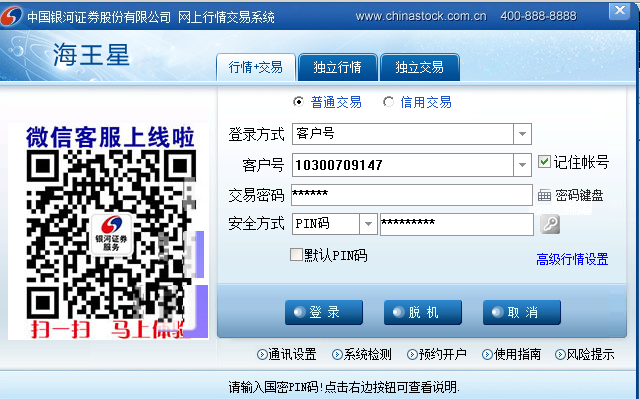 中国银河证券股份有限公司 网上行情交易系统 www.chinastock.com.cn 400-888-8888
海王星
行情+交易 独立行情 独立交易
普通交易 信用交易
微信客服上线啦
登录方式 客户号
客户号 10300709147 记住帐号
交易密码 ****** 密码键盘
安全方式 PIN码 *********
默认PIN码
高级行情设置
银河证券
服务
登 录 脱 机 取 消
扫一扫 马上体验
通讯设置 系统检测 预约开户 使用指南 风险提示
请输入国密PIN码!点击右边按钮可查看说明.